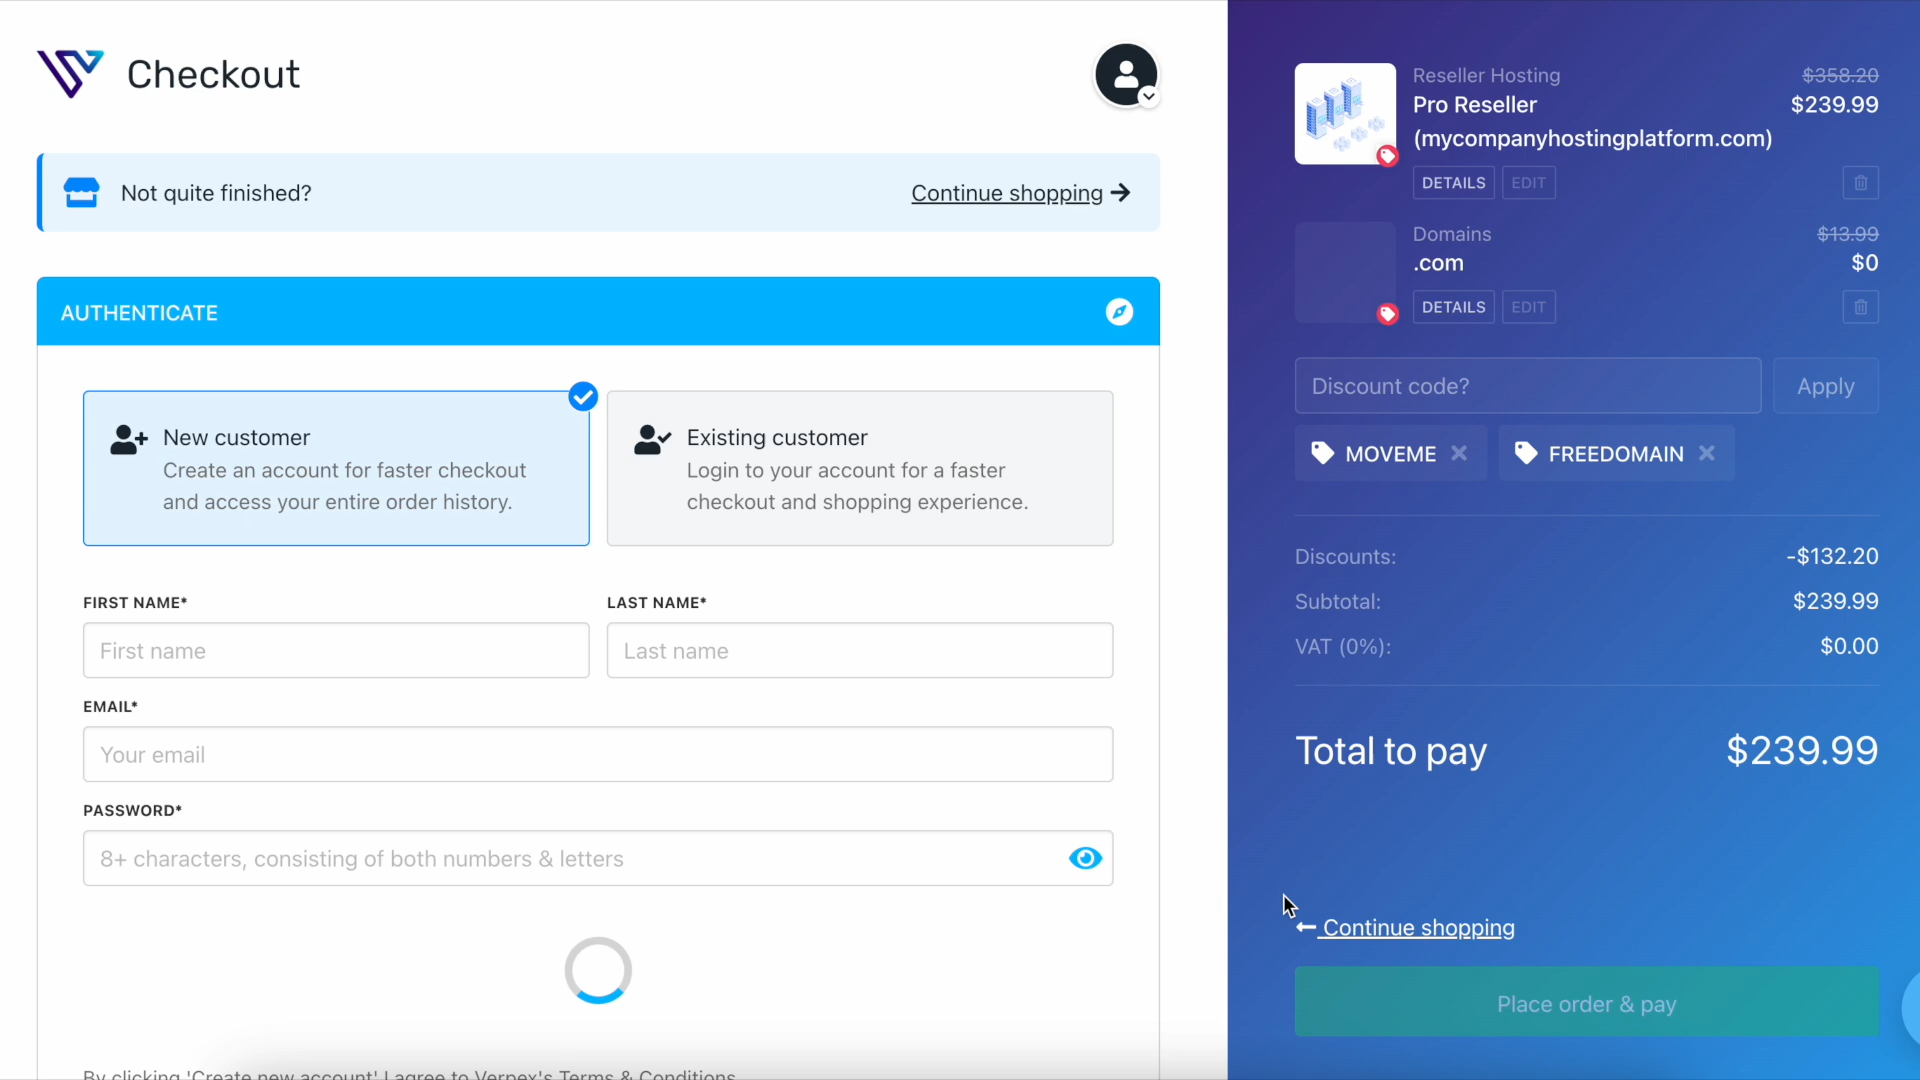 Checkout
Not quite finished?
Continue shopping
AUTHENTICATE
New customer
Create an account for faster checkout
and access your entire order history.
Existing customer
Login to your account for a faster
checkout and shopping experience.
FIRST NAME*
LAST NAME*
First name
Last name
EMAIL*
Your email
PASSWORD*
8+ characters, consisting of both numbers & letters
By clicking 'Create new account' I agree to Verpex's Terms & Conditions
Reseller Hosting
$358.20
Pro Reseller
$239.99
(mycompanyhostingplatform.com)
DETAILS
EDIT
Domains
$13.99
.com
$0
DETAILS
EDIT
Discount code?
Apply
MOVEME
FREEDOMAIN
Discounts:
-$132.20
Subtotal:
$239.99
VAT (0%):
$0.00
Total to pay
$239.99
Continue shopping
Place order & pay